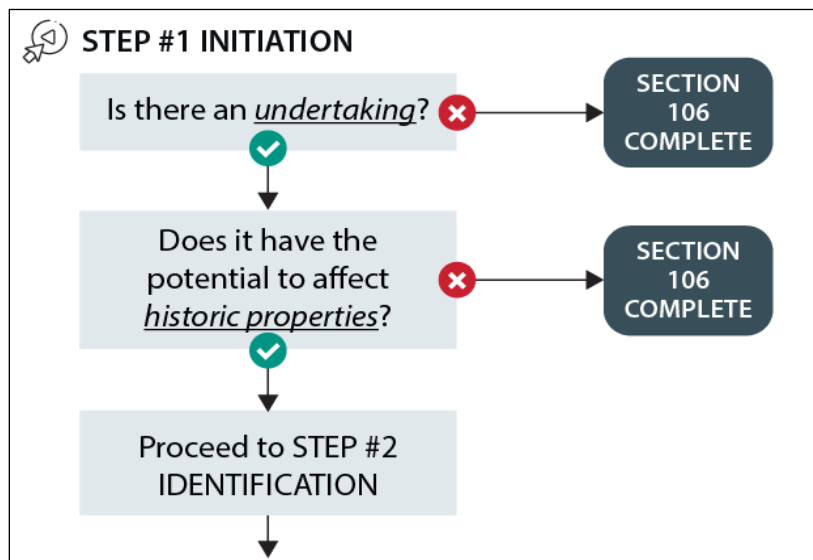 STEP #1 INITIATION
Is there an undertaking?
SECTION
106
COMPLETE
Does it have the
potential to affect
historic properties?
SECTION
106
COMPLETE
Proceed to STEP #2
IDENTIFICATION